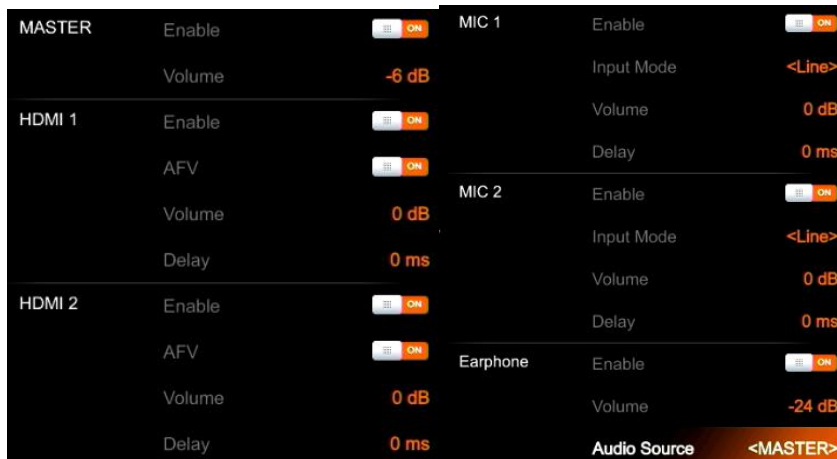 MASTER Enable ON
Volume -6 dB
HDMI 1 Enable ON
AFV ON
Volume 0 dB
Delay 0 ms
HDMI 2 Enable ON
AFV ON
Volume 0 dB
Delay 0 ms
MIC 1 Enable ON
Input Mode <Line>
Volume 0 dB
Delay 0 ms
MIC 2 Enable ON
Input Mode <Line>
Volume 0 dB
Delay 0 ms
Earphone Enable ON
Volume -24 dB
Audio Source <MASTER>